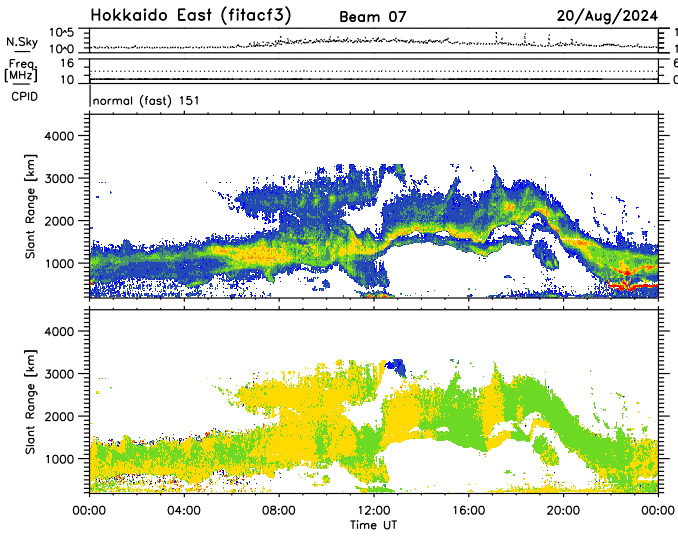 Hokkaido East (fitacf3) Beam 07 20/Aug/2024
N.Sky 10^5 10^0 1 1
Freq. [MHz] 16 10 6 0
CPID normal (fast) 151
Slant Range [km] 4000 3000 2000 1000
Slant Range [km] 4000 3000 2000 1000
00:00 04:00 08:00 12:00 16:00 20:00 00:00
Time UT